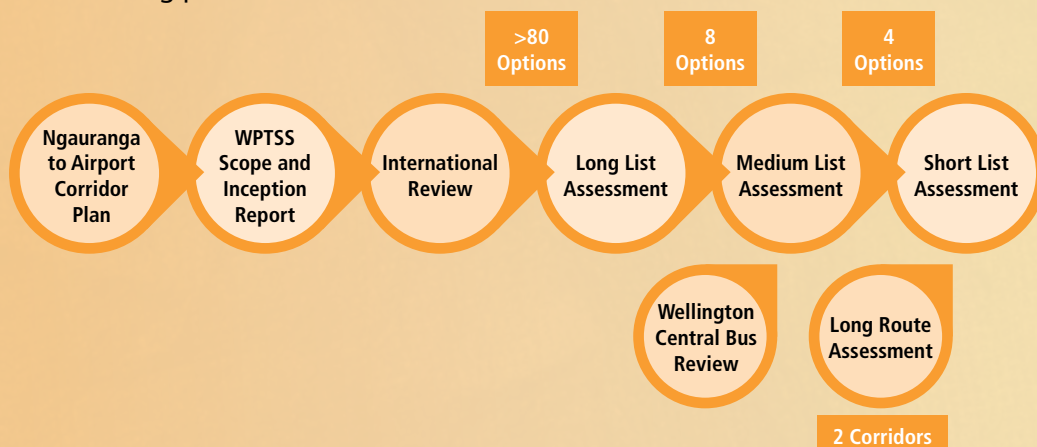 >80
Options
8
Options
4
Options
Ngauranga
to Airport
Corridor
Plan
WPTSS
Scope and
Inception
Report
International
Review
Long List
Assessment
Medium List
Assessment
Short List
Assessment
Wellington
Central Bus
Review
Long Route
Assessment
2 Corridors